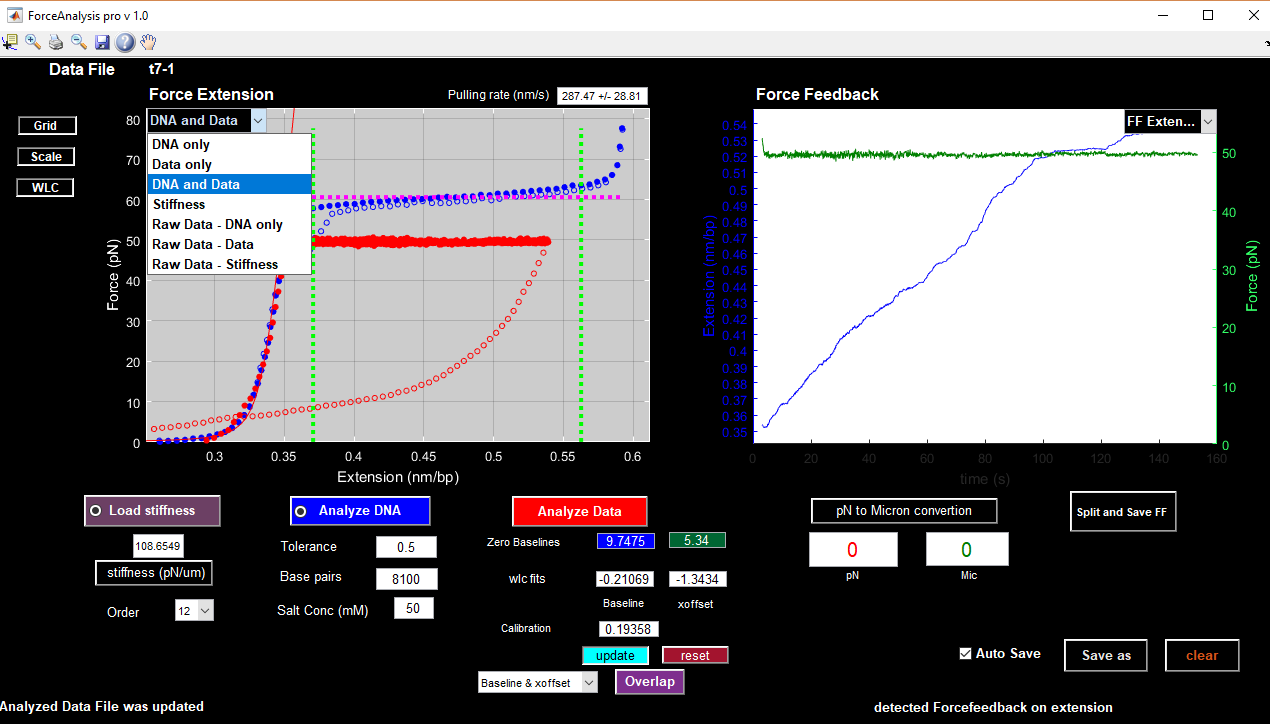 ForceAnalysis pro v 1.0
Data File t7-1
Force Extension
Pulling rate (nm/s) 287.47 +/- 28.81
Force Feedback
Grid
Scale
WLC
DNA and Data
DNA only
Data only
DNA and Data
Stiffness
Raw Data - DNA only
Raw Data - Data
Raw Data - Stiffness
80
70
60
50
40
30
20
10
0
Force (pN)
0.3 0.35 0.4 0.45 0.5 0.55 0.6
Extension (nm/bp)
FF Exten...
0.54
0.53
0.52
0.51
0.5
0.49
0.48
0.47
0.46
0.45
0.44
0.43
0.42
0.41
0.4
0.39
0.38
0.37
0.36
0.35
Extension (nm/bp)
50
40
30
20
10
0
Force (pN)
0 20 40 60 80 100 120 140 160
time (s)
Load stiffness
108.6549
stiffness (pN/um)
Order 12
Analyze DNA
Tolerance 0.5
Base pairs 8100
Salt Conc (mM) 50
Analyze Data
Zero Baselines 9.7475 5.34
wlc fits -0.21069 -1.3434
Baseline xoffset
Calibration 0.19358
update reset
Baseline & xoffset Overlap
pN to Micron convertion
0 0
pN Mic
Split and Save FF
Auto Save Save as clear
Analyzed Data File was updated
detected Forcefeedback on extension